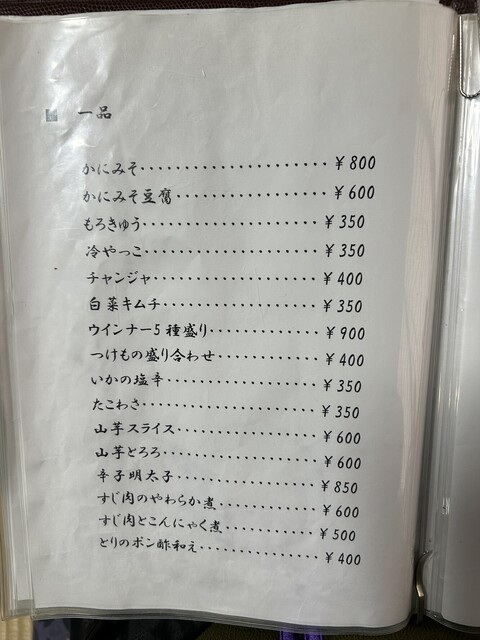 一品
かにみそ・・・・・・・・・・・・・・・・・・・・・・¥800
かにみそ豆腐・・・・・・・・・・・・・・・・・・¥600
もろきゅう・・・・・・・・・・・・・・・・・・・・¥350
冷やっこ・・・・・・・・・・・・・・・・・・・・・¥350
チャンジャ・・・・・・・・・・・・・・・・・・・・¥400
白菜キムチ・・・・・・・・・・・・・・・・・・・¥350
ウインナー5種盛り・・・・・・・・・・・・・¥900
つけもの盛り合わせ・・・・・・・・・・・・¥400
いかの塩辛・・・・・・・・・・・・・・・・・・¥350
たこわさ・・・・・・・・・・・・・・・・・・・・¥350
山芋スライス・・・・・・・・・・・・・・・・・¥600
山芋とろろ・・・・・・・・・・・・・・・・・・¥600
辛子明太子・・・・・・・・・・・・・・・・・¥850
すじ肉のやわらか煮・・・・・・・・・・・・¥600
すじ肉とこんにゃく煮・・・・・・・・・・・¥500
とりのポン酢和え・・・・・・・・・・・・・・¥400